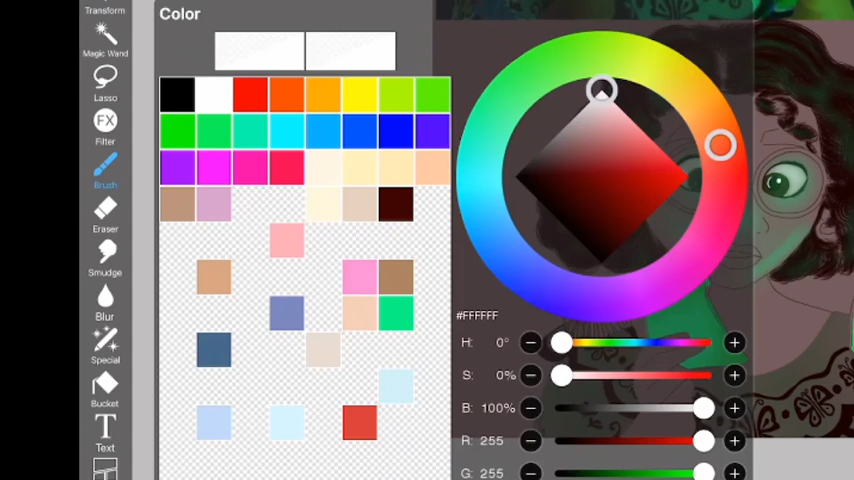 Transform
Magic Wand
Lasso
FX
Filter
Brush
Eraser
Smudge
Blur
Special
Bucket
T
Text
Color
#FFFFFF
H: 0°
S: 0%
B: 100%
R: 255
G: 255